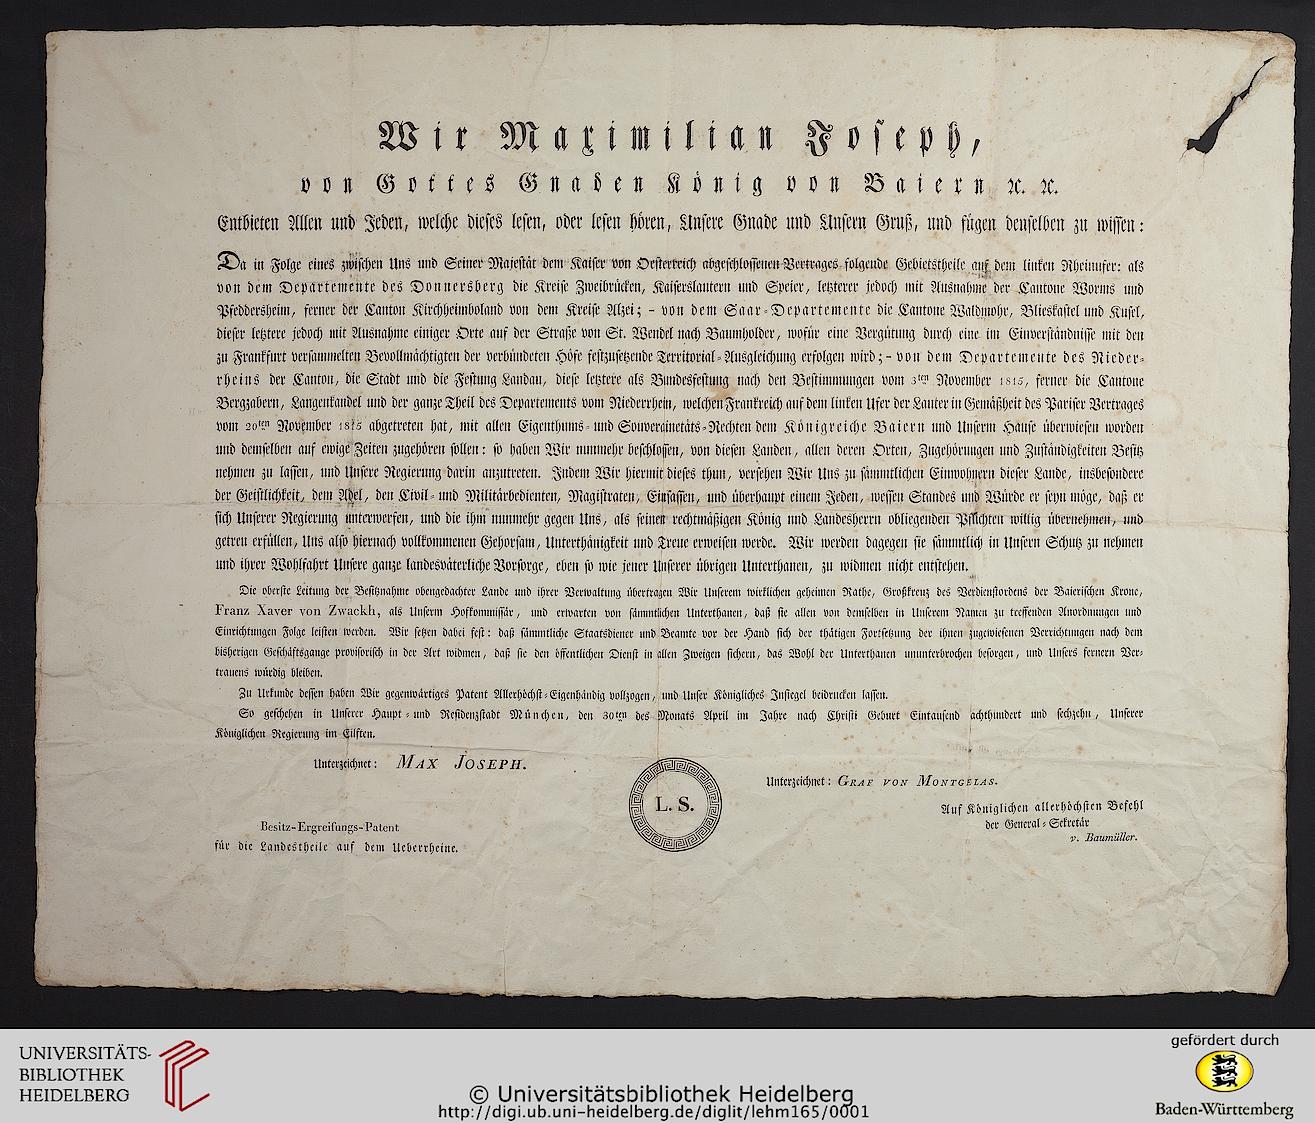 Wir Maximilian Joseph,
von Gottes Gnaden König von Baiern ꝛc. ꝛc.
Entbieten Allen und Jeden, welche dieses lesen, oder lesen hören, Unsere Gnade und Unsern Gruß, und fügen denselben zu wissen:
Da in Folge eines zwischen Uns und Seiner Majestät dem Kaiser von Oesterreich abgeschlossenen Vertrages folgende Gebietstheile auf dem linken Rheinufer: als
von dem Departemente des Donnersberg die Kreise Zweibrücken, Kaiserslautern und Speier, letzterer jedoch mit Ausnahme der Cantone Worms und
Pfeddersheim, ferner der Canton Kirchheimboland von dem Kreise Alzei; - von dem Saar-Departemente die Cantone Waldmohr, Blieskastel und Kusel,
dieser letztere jedoch mit Ausnahme einiger Orte auf der Straße von St. Wendel nach Baumholder, wofür eine Vergütung durch eine im Einverständnisse mit den
zu Frankfurt versammelten Bevollmächtigten der verbündeten Höfe festzusetzende Territorial-Ausgleichung erfolgen wird; - von dem Departemente des Nieder-
rheins der Canton, die Stadt und die Festung Landau, diese letztere als Bundesfestung nach den Bestimmungen vom 3ten November 1815, ferner die Cantone
Bergzabern, Langenkandel und der ganze Theil des Departements vom Niederrhein, welchen Frankreich auf dem linken Ufer der Lauter in Gemäßheit des Pariser Vertrages
vom 20ten November 1815 abgetreten hat, mit allen Eigenthums- und Souverainetäts-Rechten dem Königreiche Baiern und Unserm Hause überwiesen worden
und demselben auf ewige Zeiten zugehören sollen: so haben Wir nunmehr beschlossen, von diesen Landen, allen deren Orten, Zugehörungen und Zuständigkeiten Besitz
nehmen zu lassen, und Unsere Regierung darin anzutreten. Indem Wir hiermit dieses thun, versehen Wir Uns zu sämmtlichen Einwohnern dieser Lande, insbesondere
der Geistlichkeit, dem Adel, den Civil- und Militärbedienten, Magistraten, Einsassen, und überhaupt einem Jeden, wessen Standes und Würde er seyn möge, daß er
sich Unserer Regierung unterwerfen, und die ihm nunmehr gegen Uns, als seinen rechtmäßigen König und Landesherrn obliegenden Pflichten willig übernehmen, und
getreu erfüllen, Uns also hiernach vollkommenen Gehorsam, Unterthänigkeit und Treue erweisen werde. Wir werden dagegen sie sämmtlich in Unsern Schutz zu nehmen
und ihrer Wohlfahrt Unsere ganze landesväterliche Vorsorge, eben so wie jener Unserer übrigen Unterthanen, zu widmen nicht entstehen.
Die oberste Leitung der Besitznahme obengedachter Lande und ihrer Verwaltung übertragen Wir Unserem wirklichen geheimen Rathe, Großkreuz des Verdienstordens der Baierischen Krone,
Franz Xaver von Zwackh, als Unserm Hofkommissär, und erwarten von sämmtlichen Unterthanen, daß sie allen von demselben in Unserem Namen zu treffenden Anordnungen und
Einrichtungen Folge leisten werden. Wir setzen dabei fest: daß sämmtliche Staatsdiener und Beamte vor der Hand sich der thätigen Fortsetzung der ihnen zugewiesenen Verrichtungen nach dem
bisherigen Geschäftsgange provisorisch in der Art widmen, daß sie den öffentlichen Dienst in allen Zweigen sichern, das Wohl der Unterthanen ununterbrochen besorgen, und Unsers fernern Ver-
trauens würdig bleiben.
Zu Urkunde dessen haben Wir gegenwärtiges Patent Allerhöchst-Eigenhändig vollzogen, und Unser Königliches Insiegel beidrucken lassen.
So geschehen in Unserer Haupt- und Residenzstadt München, den 30ten des Monats April im Jahre nach Christi Geburt Eintausend achthundert und sechzehn, Unserer
Königlichen Regierung im Eilften.
Unterzeichnet: MAX JOSEPH.
L. S.
Unterzeichnet: GRAF VON MONTGELAS.
Auf Königlichen allerhöchsten Befehl
der General-Sekretär
v. Baumüller.
Besitz-Ergreifungs-Patent
für die Landestheile auf dem Ueberrheine.
UNIVERSITÄTS-
BIBLIOTHEK
HEIDELBERG
© Universitätsbibliothek Heidelberg
http://digi.ub.uni-heidelberg.de/diglit/lehm165/0001
gefördert durch
Baden-Württemberg